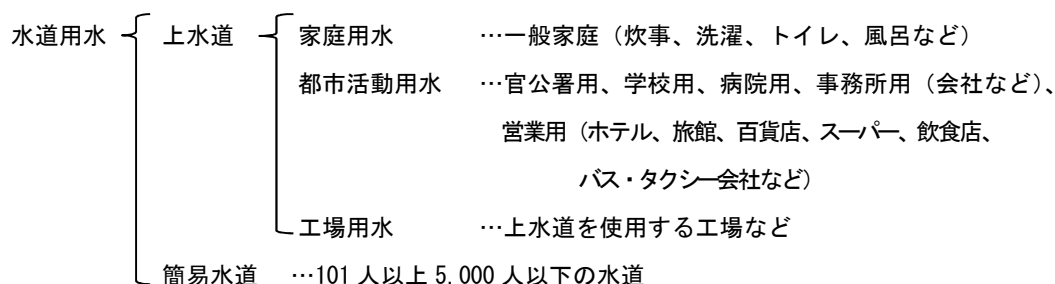 水道用水 上水道 家庭用水 …一般家庭（炊事、洗濯、トイレ、風呂など）
都市活動用水 …官公署用、学校用、病院用、事務所用（会社など）、
営業用（ホテル、旅館、百貨店、スーパー、飲食店、
バス・タクシー会社など）
工場用水 …上水道を使用する工場など
簡易水道 …101 人以上 5,000 人以下の水道